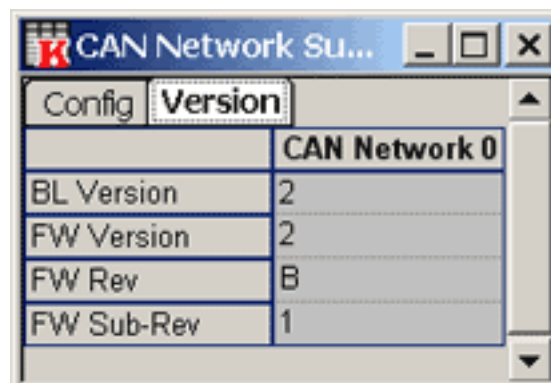 CAN Network Su...
Config Version
CAN Network 0
BL Version 2
FW Version 2
FW Rev B
FW Sub-Rev 1